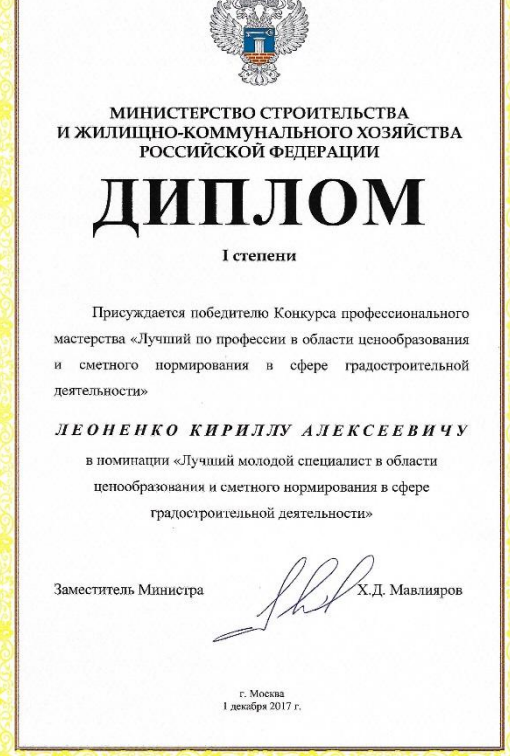 МИНИСТЕРСТВО СТРОИТЕЛЬСТВА
И ЖИЛИЩНО-КОММУНАЛЬНОГО ХОЗЯЙСТВА
РОССИЙСКОЙ ФЕДЕРАЦИИ
ДИПЛОМ
I степени
Присуждается победителю Конкурса профессионального
мастерства «Лучший по профессии в области ценообразования
и сметного нормирования в сфере градостроительной
деятельности»
ЛЕОНЕНКО КИРИЛЛУ АЛЕКСЕЕВИЧУ
в номинации «Лучший молодой специалист в области
ценообразования и сметного нормирования в сфере
градостроительной деятельности»
Заместитель Министра Х.Д. Мавлияров
г. Москва
1 декабря 2017 г.